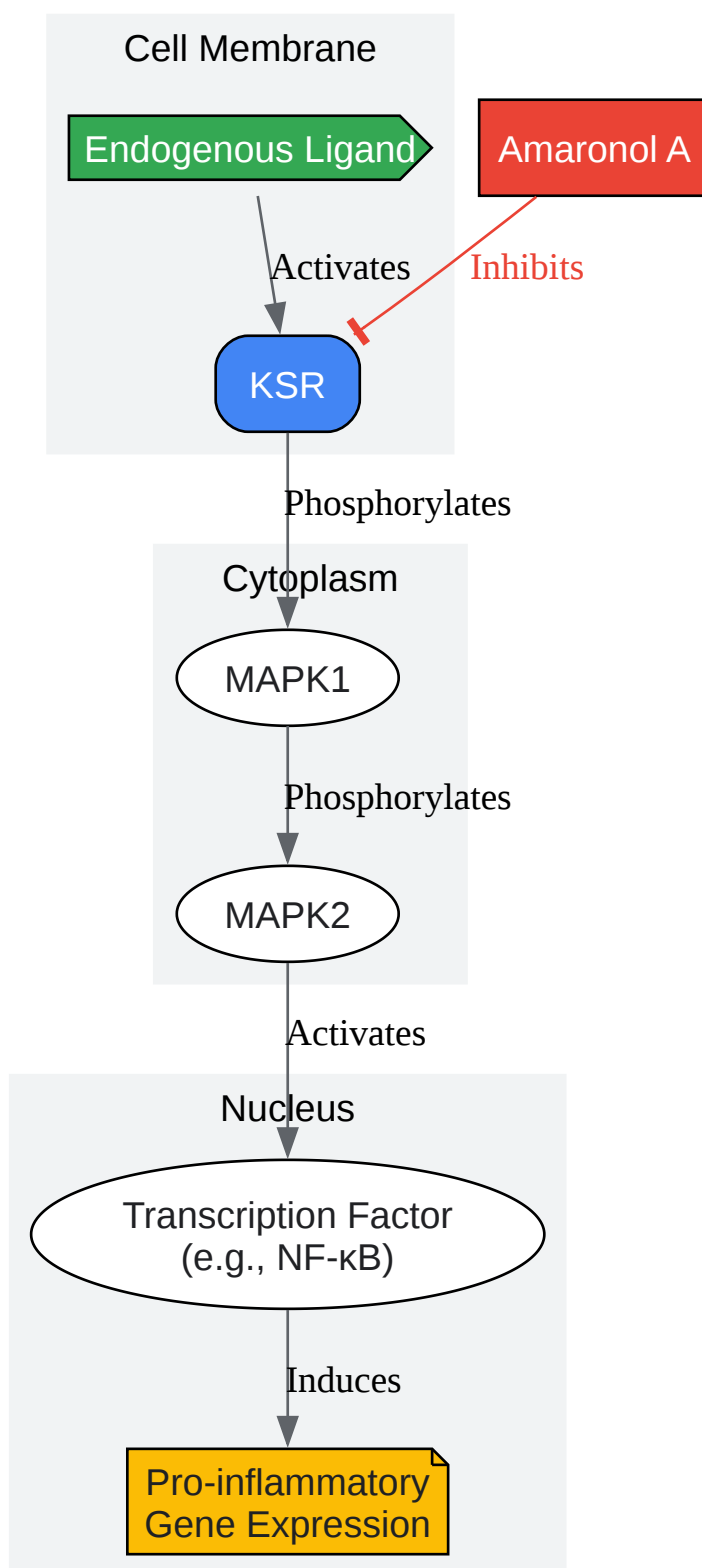 Cell Membrane
Endogenous Ligand
Amaronol A
Activates
Inhibits
KSR
Phosphorylates
Cytoplasm
MAPK1
Phosphorylates
MAPK2
Activates
Nucleus
Transcription Factor
(e.g., NF-κB)
Induces
Pro-inflammatory
Gene Expression